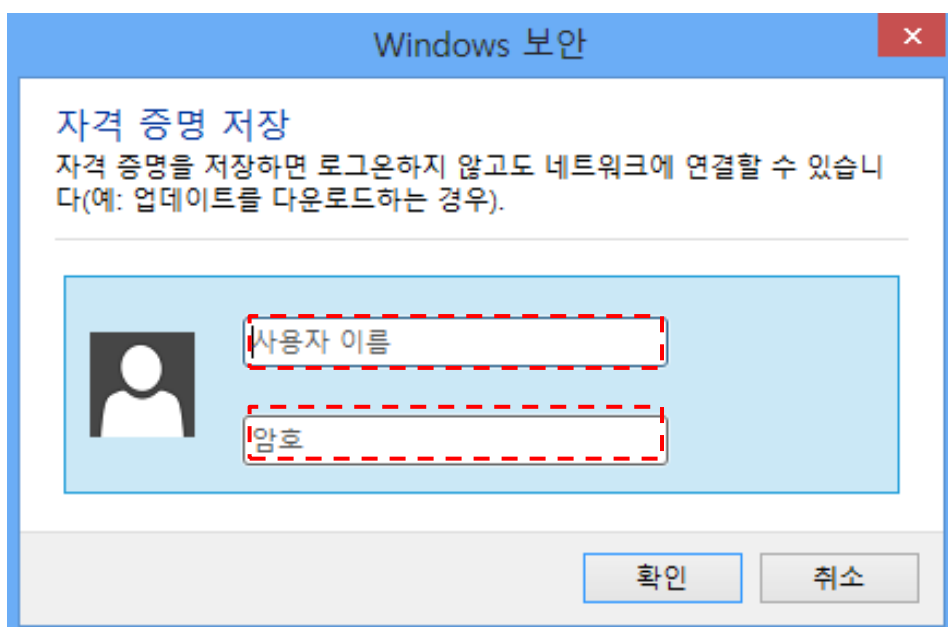 Windows 보안
자격 증명 저장
자격 증명을 저장하면 로그온하지 않고도 네트워크에 연결할 수 있습니
다(예: 업데이트를 다운로드하는 경우).
사용자 이름
암호
확인 취소